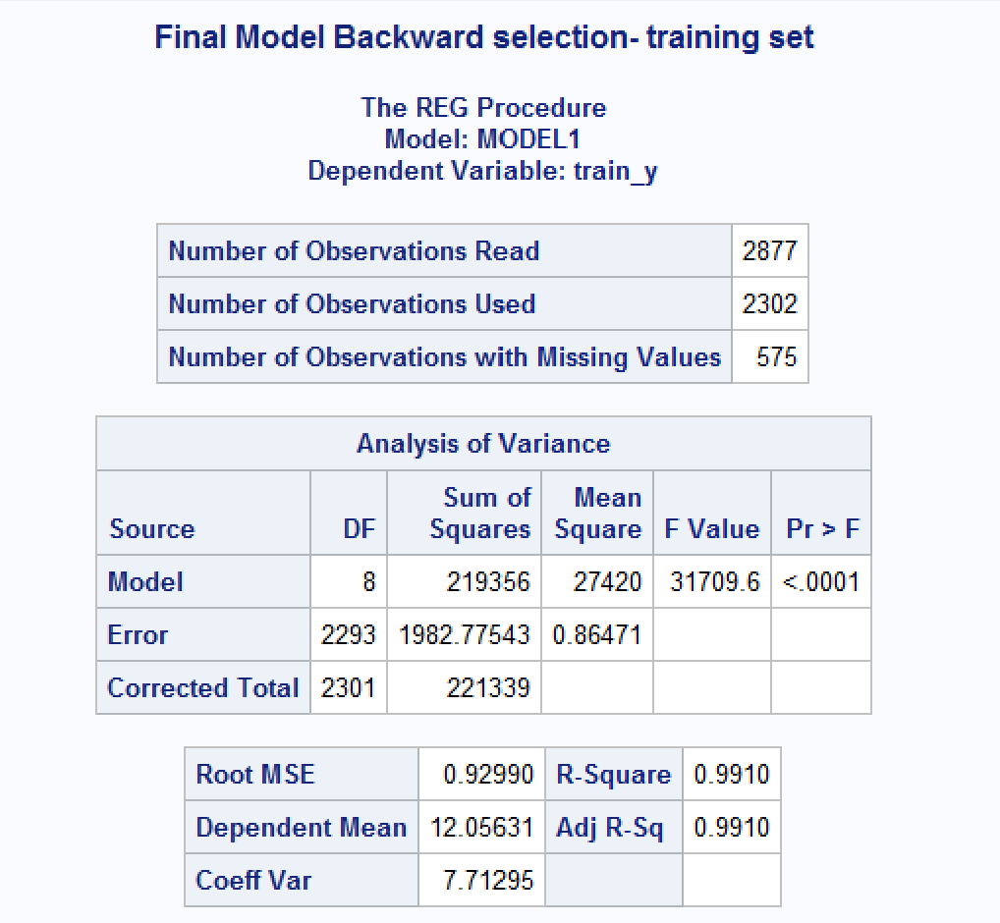 Final Model Backward selection- training set
The REG Procedure
Model: MODEL1
Dependent Variable: train_y
Number of Observations Read 2877
Number of Observations Used 2302
Number of Observations with Missing Values 575
Analysis of Variance
Source DF Sum of Squares Mean Square F Value Pr > F
Model 8 219356 27420 31709.6 <.0001
Error 2293 1982.77543 0.86471
Corrected Total 2301 221339
Root MSE 0.92990 R-Square 0.9910
Dependent Mean 12.05631 Adj R-Sq 0.9910
Coeff Var 7.71295